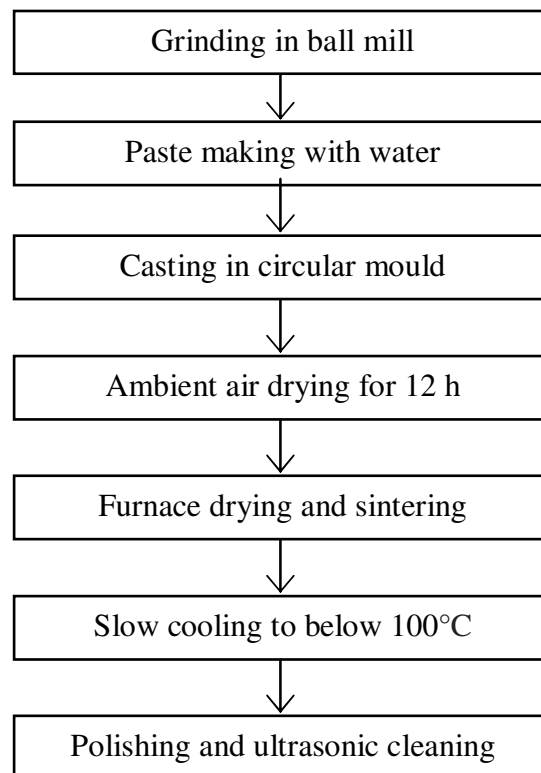 Grinding in ball mill
Paste making with water
Casting in circular mould
Ambient air drying for 12 h
Furnace drying and sintering
Slow cooling to below 100°C
Polishing and ultrasonic cleaning